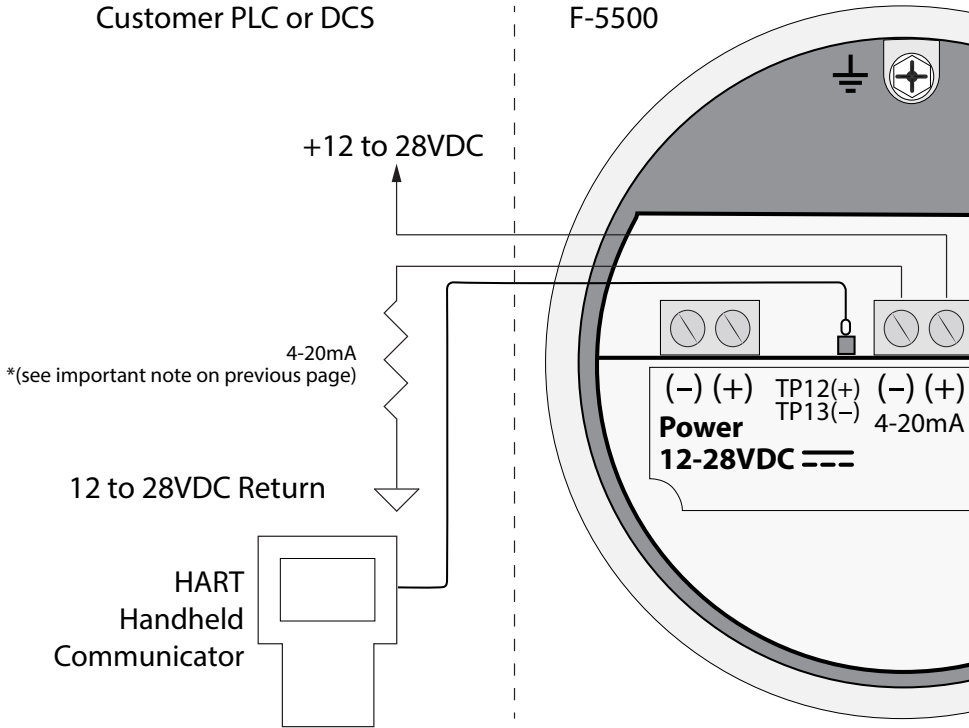 Customer PLC or DCS
F-5500
+12 to 28VDC
4-20mA
*(see important note on previous page)
12 to 28VDC Return
HART
Handheld
Communicator
(–) (+)
TP12(+)
TP13(–)
(–) (+)
4-20mA
Power
12-28VDC